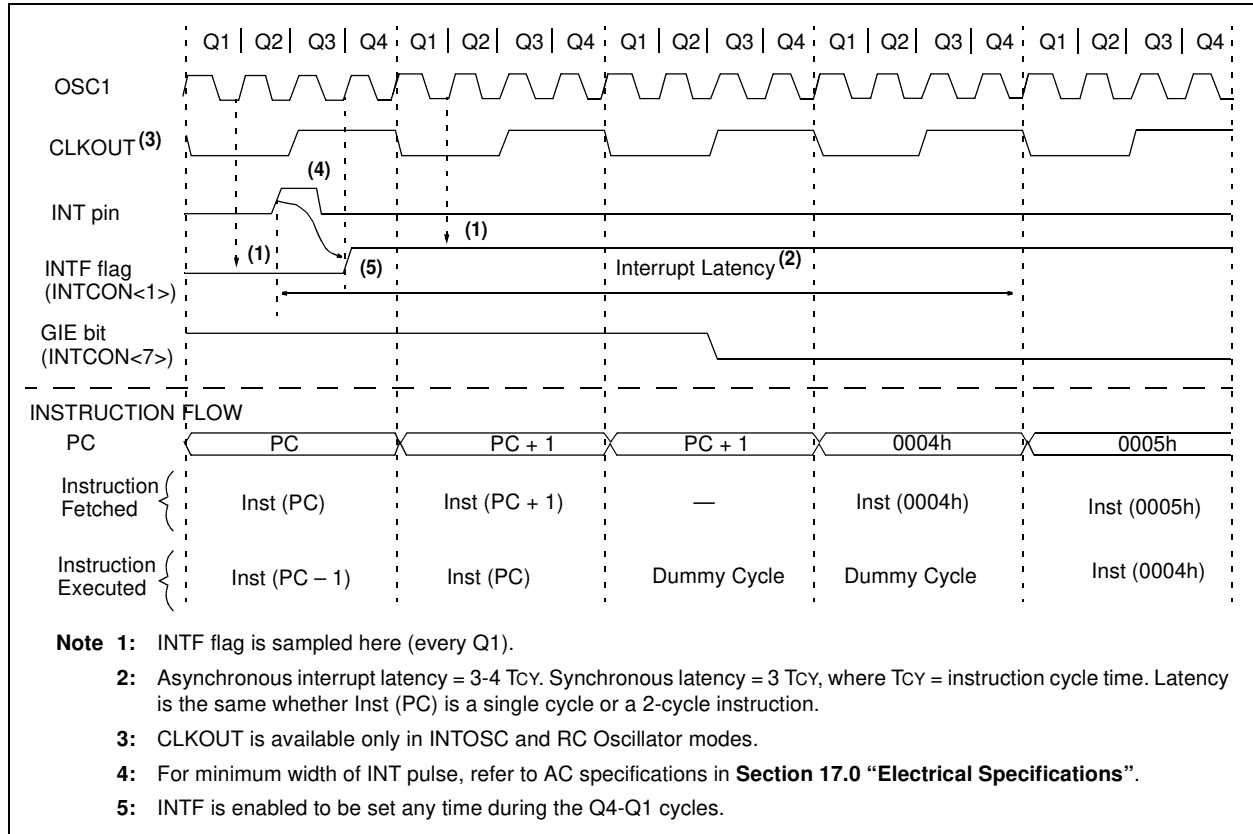 Q1 | Q2 | Q3 | Q4 Q1 | Q2 | Q3 | Q4 Q1 | Q2 | Q3 | Q4 Q1 | Q2 | Q3 | Q4 Q1 | Q2 | Q3 | Q4
OSC1
CLKOUT (3)
(4)
INT pin
(1)
(1)
INTF flag
(INTCON<1>)
(5)
Interrupt Latency (2)
GIE bit
(INTCON<7>)
INSTRUCTION FLOW
PC PC PC + 1 PC + 1 0004h 0005h
Instruction
Fetched
Inst (PC) Inst (PC + 1) — Inst (0004h) Inst (0005h)
Instruction
Executed
Inst (PC – 1) Inst (PC) Dummy Cycle Dummy Cycle Inst (0004h)
Note 1: INTF flag is sampled here (every Q1).
2: Asynchronous interrupt latency = 3-4 TCY. Synchronous latency = 3 TCY, where TCY = instruction cycle time. Latency
is the same whether Inst (PC) is a single cycle or a 2-cycle instruction.
3: CLKOUT is available only in INTOSC and RC Oscillator modes.
4: For minimum width of INT pulse, refer to AC specifications in Section 17.0 “Electrical Specifications”.
5: INTF is enabled to be set any time during the Q4-Q1 cycles.